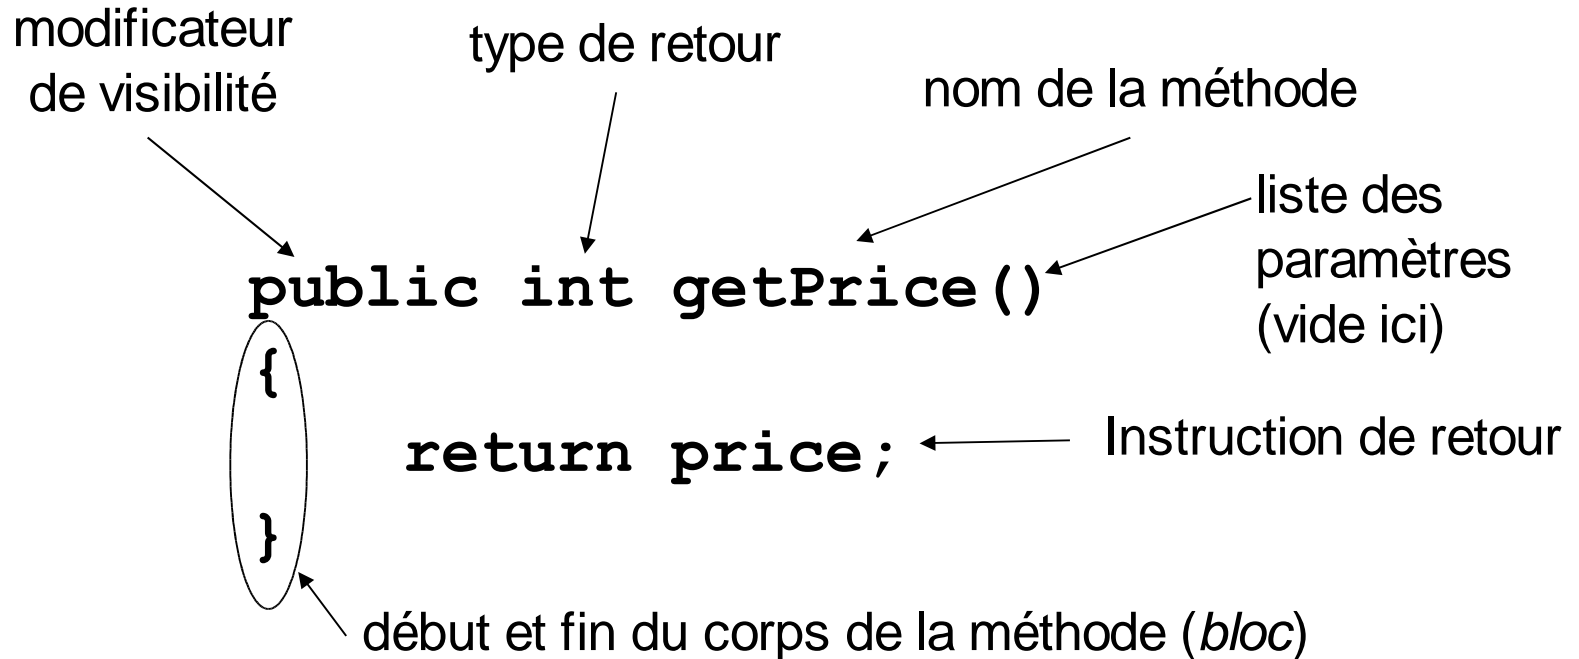 modificateur
de visibilité
type de retour
nom de la méthode
liste des
paramètres
(vide ici)
public int getPrice()
{
return price;
Instruction de retour
}
début et fin du corps de la méthode (bloc)